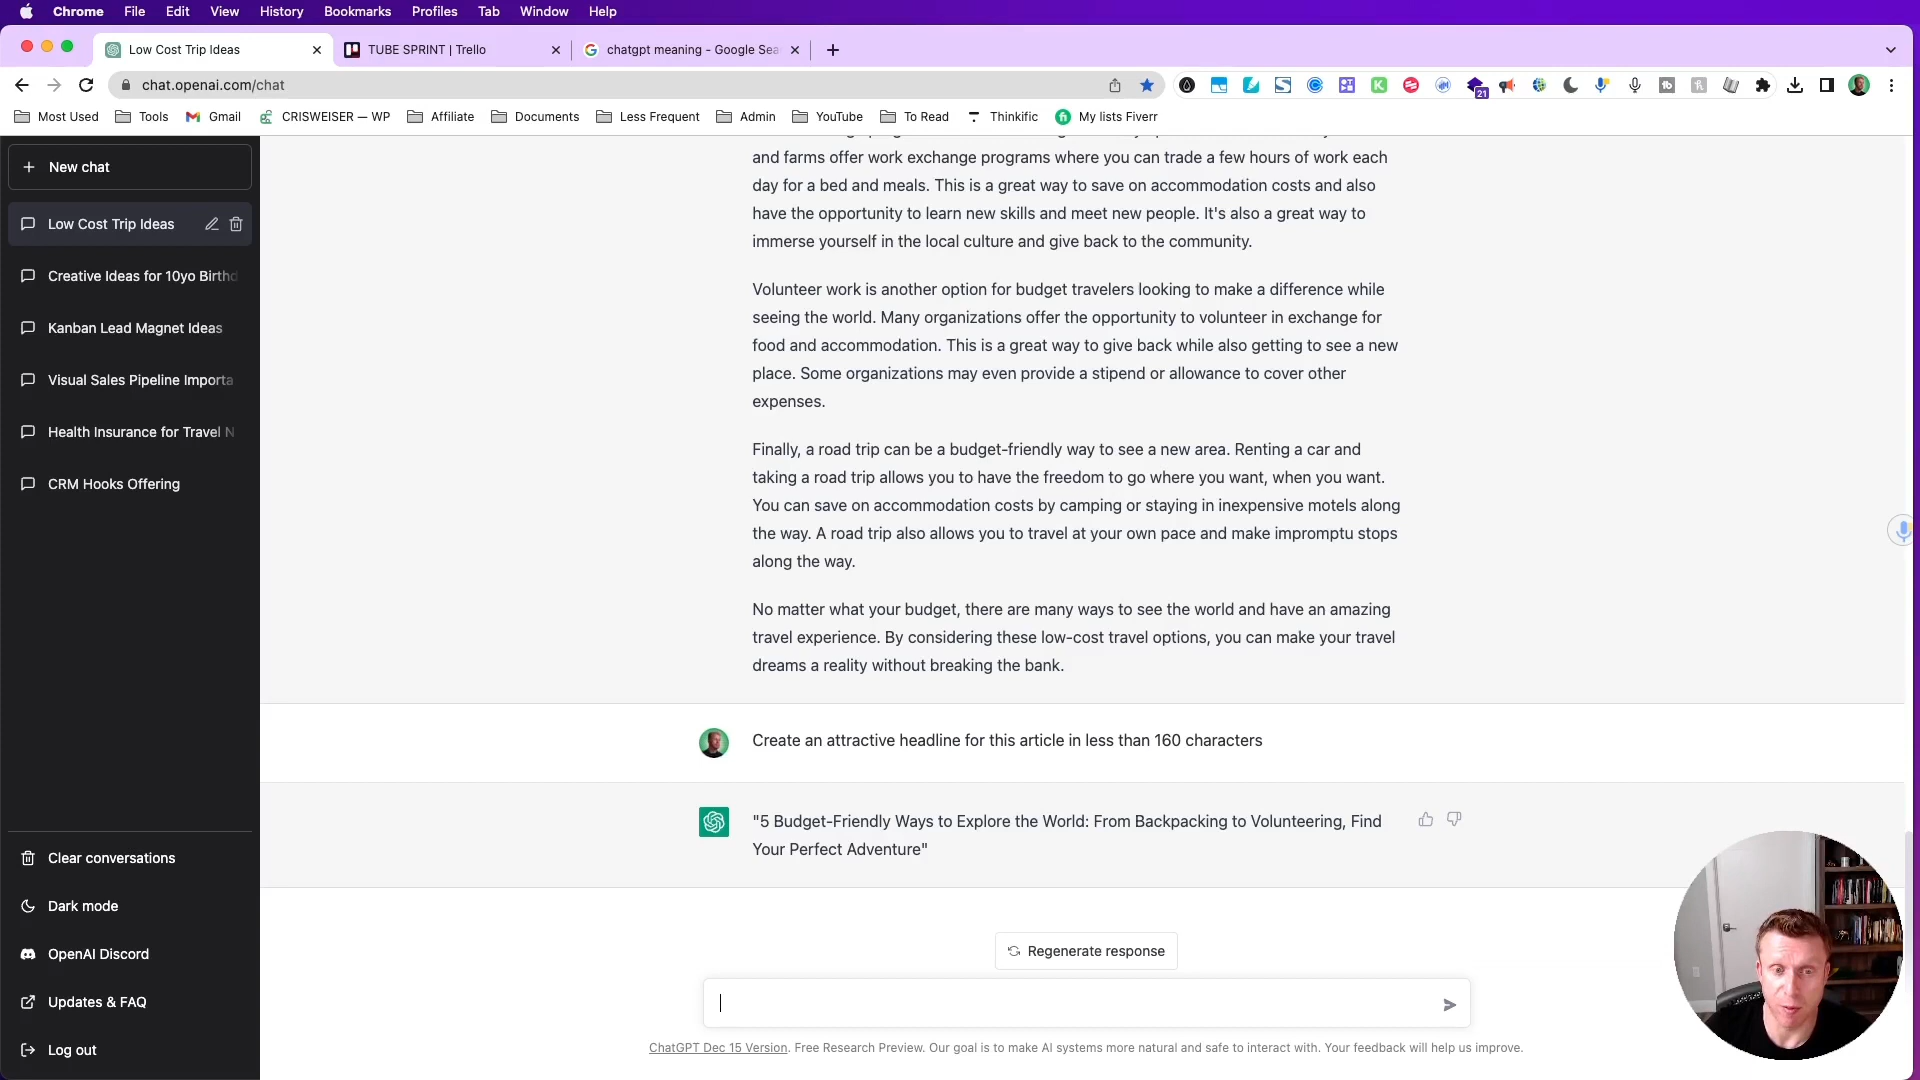 Chrome File Edit View History Bookmarks Profiles Tab Window Help
Low Cost Trip Ideas
TUBE SPRINT | Trello
chatgpt meaning - Google Sea
chat.openai.com/chat
21
Most Used Tools Gmail CRISWEISER — WP Affiliate Documents Less Frequent Admin YouTube To Read Thinkific My lists Fiverr
New chat
Low Cost Trip Ideas
Creative Ideas for 10yo Birthd
Kanban Lead Magnet Ideas
Visual Sales Pipeline Importa
Health Insurance for Travel N
CRM Hooks Offering
Clear conversations
Dark mode
OpenAI Discord
Updates & FAQ
Log out
and farms offer work exchange programs where you can trade a few hours of work each
day for a bed and meals. This is a great way to save on accommodation costs and also
have the opportunity to learn new skills and meet new people. It's also a great way to
immerse yourself in the local culture and give back to the community.
Volunteer work is another option for budget travelers looking to make a difference while
seeing the world. Many organizations offer the opportunity to volunteer in exchange for
food and accommodation. This is a great way to give back while also getting to see a new
place. Some organizations may even provide a stipend or allowance to cover other
expenses.
Finally, a road trip can be a budget-friendly way to see a new area. Renting a car and
taking a road trip allows you to have the freedom to go where you want, when you want.
You can save on accommodation costs by camping or staying in inexpensive motels along
the way. A road trip also allows you to travel at your own pace and make impromptu stops
along the way.
No matter what your budget, there are many ways to see the world and have an amazing
travel experience. By considering these low-cost travel options, you can make your travel
dreams a reality without breaking the bank.
Create an attractive headline for this article in less than 160 characters
"5 Budget-Friendly Ways to Explore the World: From Backpacking to Volunteering, Find
Your Perfect Adventure"
Regenerate response
ChatGPT Dec 15 Version. Free Research Preview. Our goal is to make AI systems more natural and safe to interact with. Your feedback will help us improve.